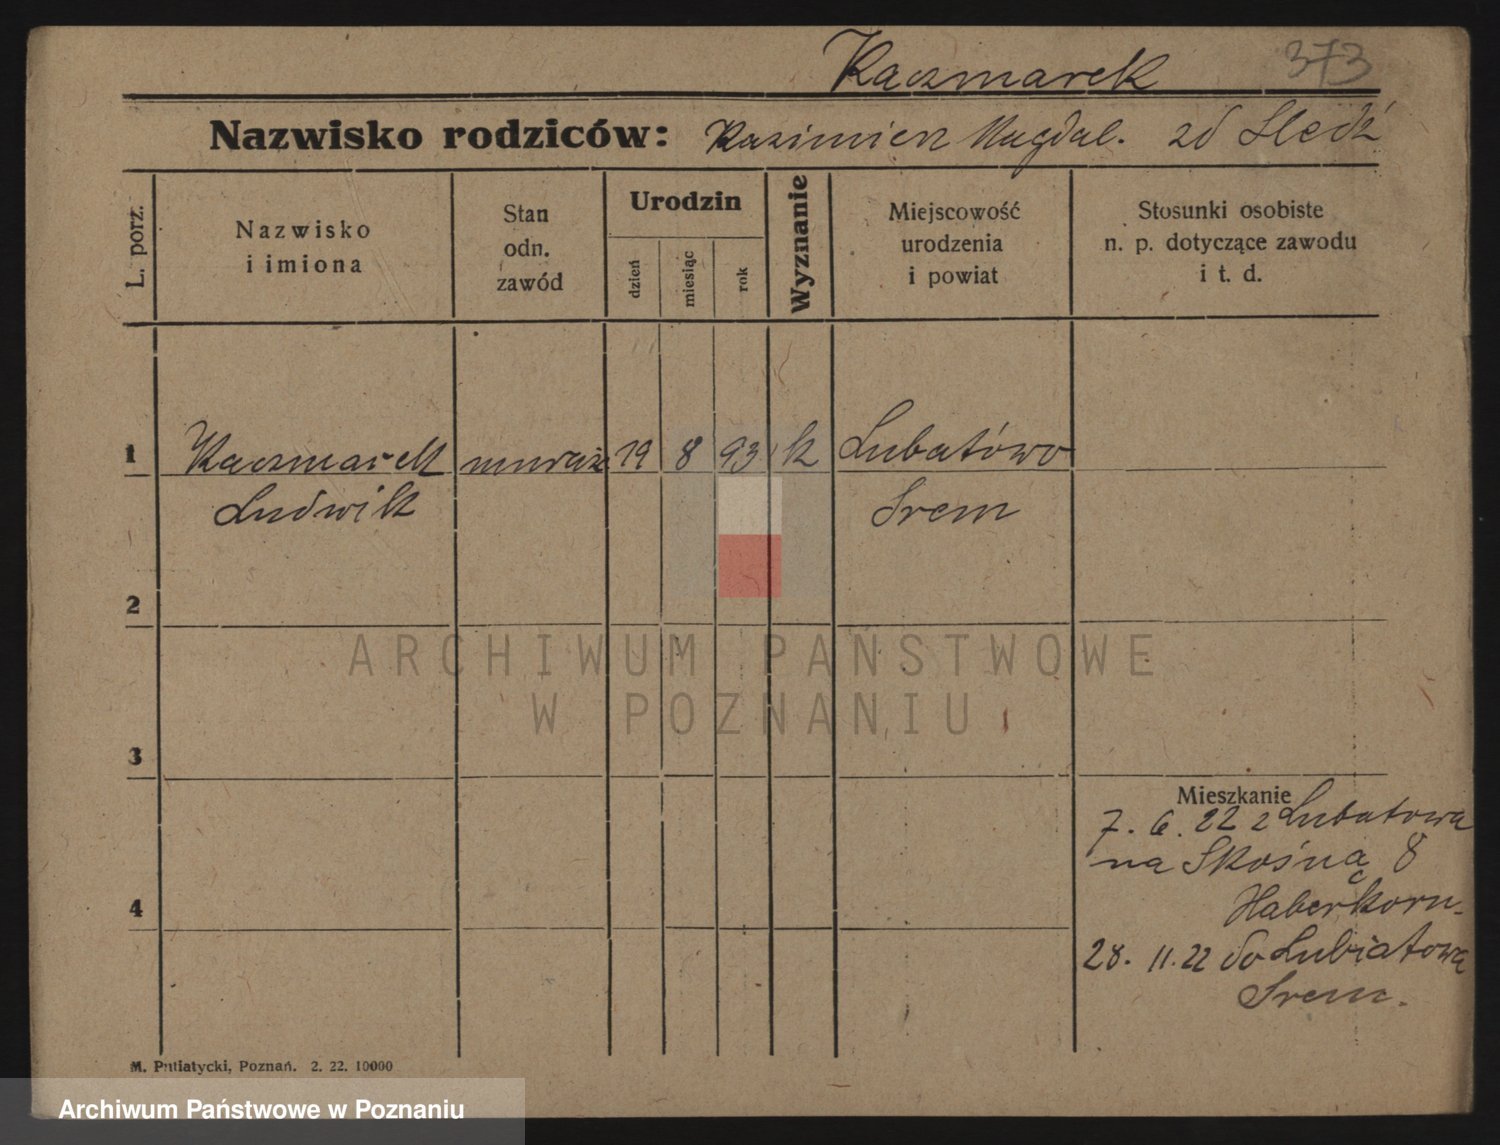 Kaczmarek 373
Nazwisko rodziców: Kazimierz Magdal. zd Sledź
L. porz.
Nazwisko
i imiona
Stan
odn.
zawód
Urodzin
dzień
miesiąc
rok
Wyznanie
Miejscowość
urodzenia
i powiat
Stosunki osobiste
n. p. dotyczące zawodu
i t. d.
1 Kaczmarek murarz 19 8 93 k Lubatówo
Ludwik Srem
2
ARCHIWUM PAŃSTWOWE
W POZNANIU
3
Mieszkanie
7. 6. 22 z Lubatowa
na Skośną 8
4
Haberkorn.
28. 11. 22 do Lubiatowa
Srem.
M. Putiatycki, Poznań. 2. 22. 10000
Archiwum Państwowe w Poznaniu